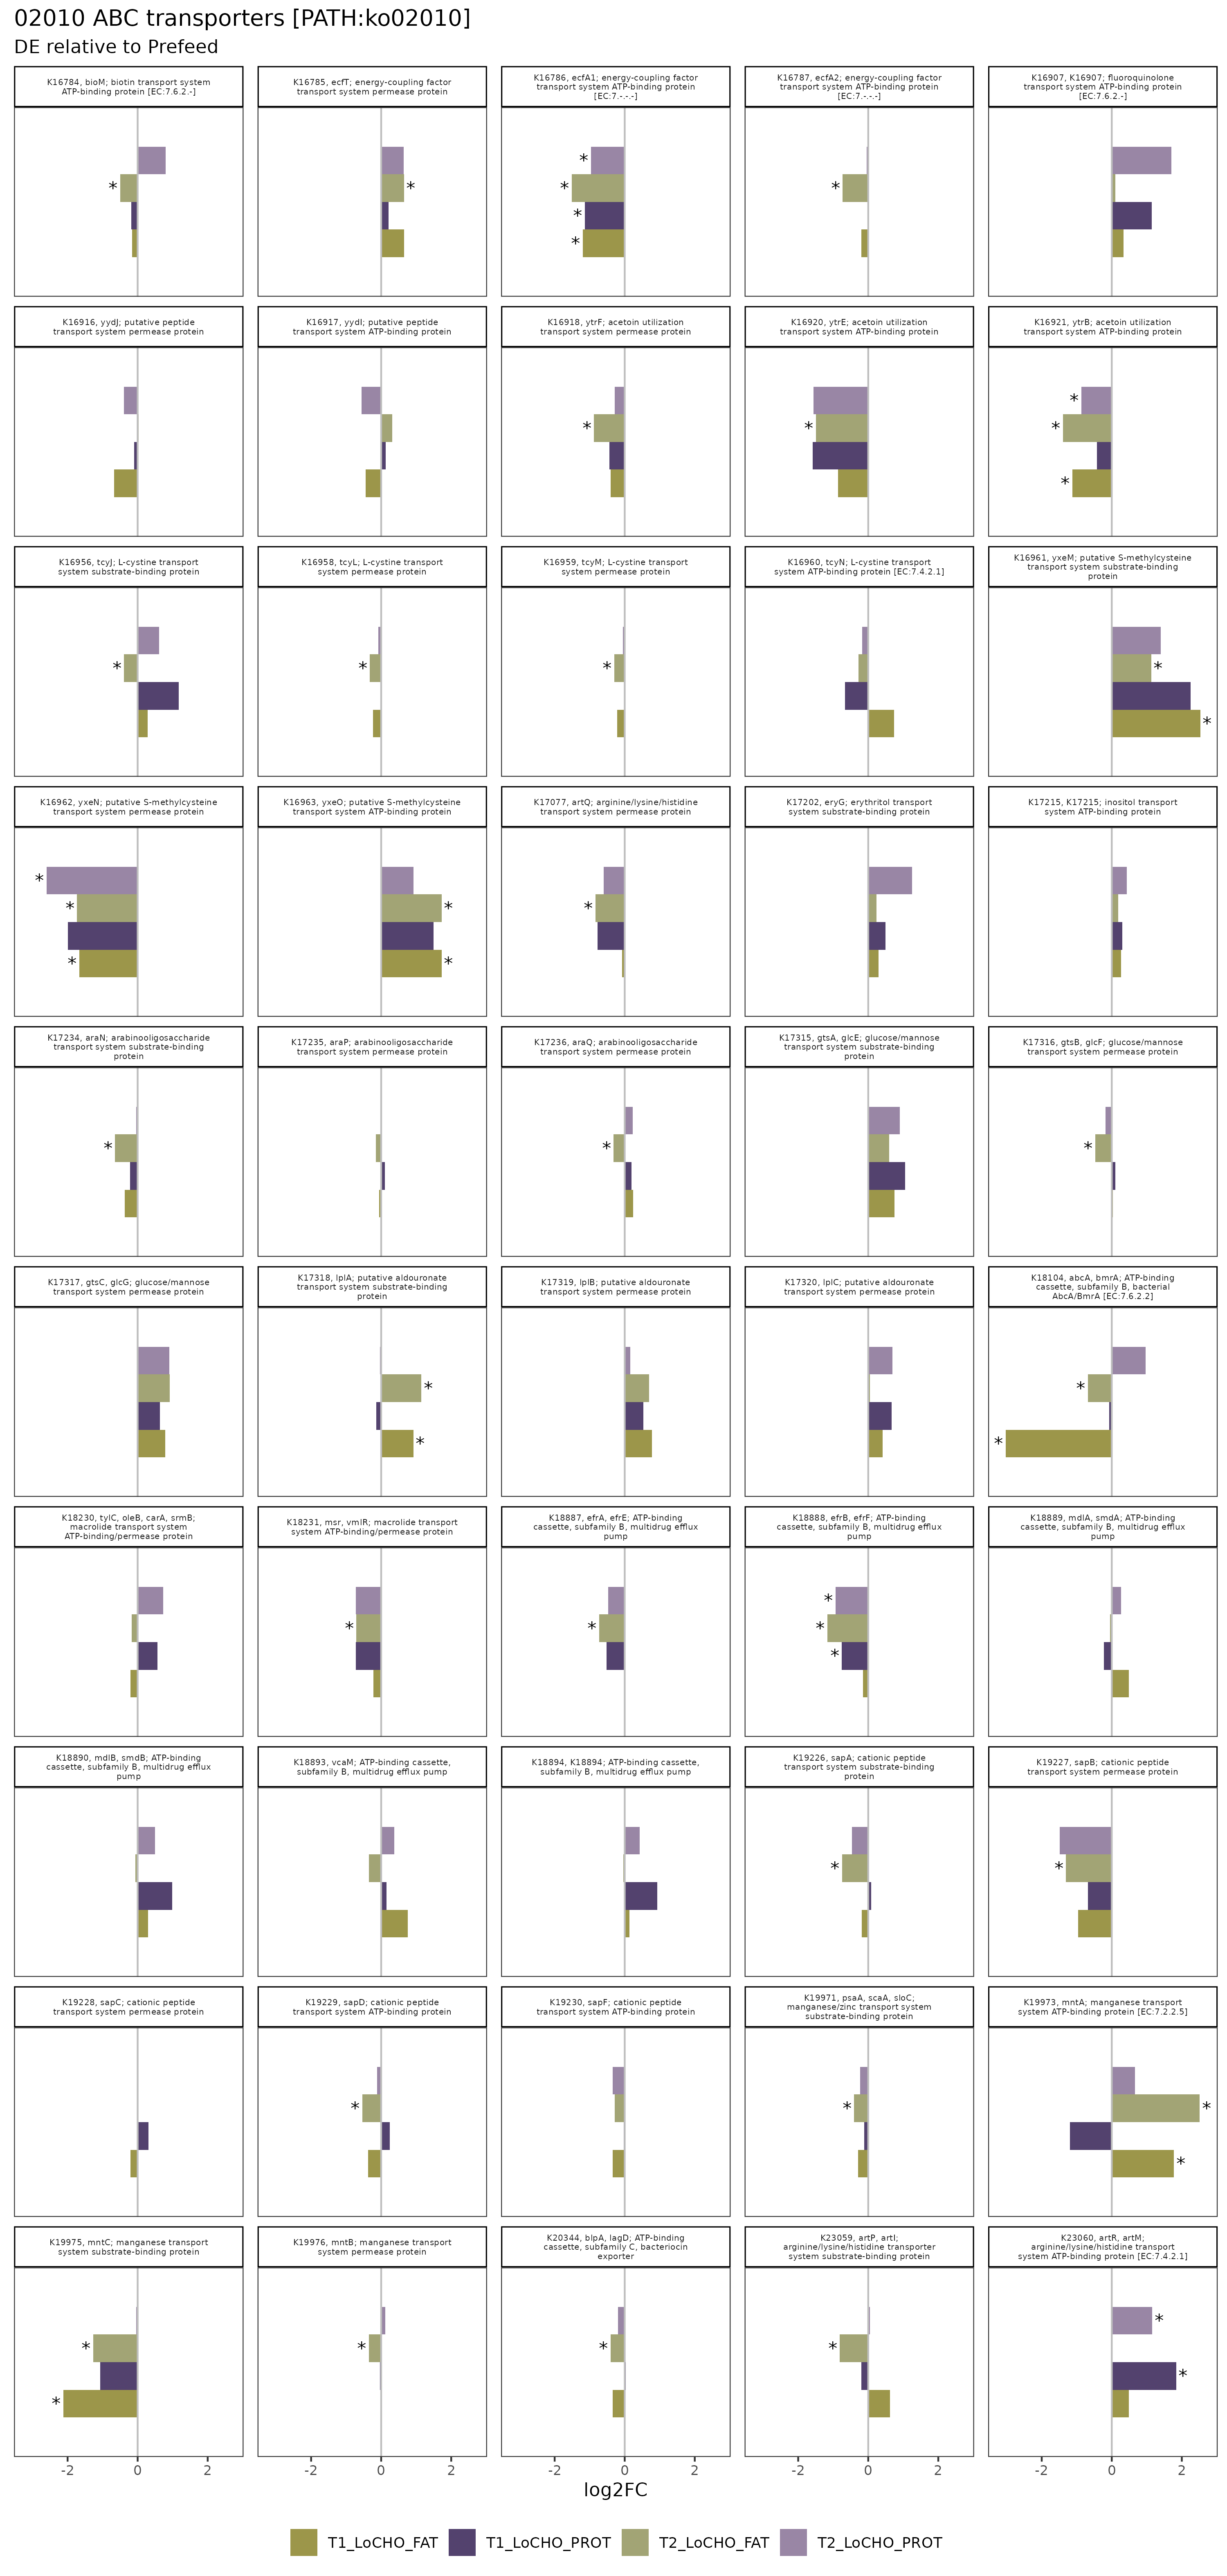 02010 ABC transporters [PATH:ko02010]
DE relative to Prefeed
K16784, bioM; biotin transport system
ATP-binding protein [EC:7.6.2.-]
K16785, ecfT; energy-coupling factor
transport system permease protein
K16786, ecfA1; energy-coupling factor
transport system ATP-binding protein
[EC:7.-.-.-]
K16787, ecfA2; energy-coupling factor
transport system ATP-binding protein
[EC:7.-.-.-]
K16907, K16907; fluoroquinolone
transport system ATP-binding protein
[EC:7.6.2.-]
*
*
*
*
*
*
*
K16916, yydJ; putative peptide
transport system permease protein
K16917, yydI; putative peptide
transport system ATP-binding protein
K16918, ytrF; acetoin utilization
transport system permease protein
K16920, ytrE; acetoin utilization
transport system ATP-binding protein
K16921, ytrB; acetoin utilization
transport system ATP-binding protein
*
*
*
*
*
K16956, tcyJ; L-cystine transport
system substrate-binding protein
K16958, tcyL; L-cystine transport
system permease protein
K16959, tcyM; L-cystine transport
system permease protein
K16960, tcyN; L-cystine transport
system ATP-binding protein [EC:7.4.2.1]
K16961, yxeM; putative S-methylcysteine
transport system substrate-binding
protein
*
*
*
*
*
K16962, yxeN; putative S-methylcysteine
transport system permease protein
K16963, yxeO; putative S-methylcysteine
transport system ATP-binding protein
K17077, artQ; arginine/lysine/histidine
transport system permease protein
K17202, eryG; erythritol transport
system substrate-binding protein
K17215, K17215; inositol transport
system ATP-binding protein
*
*
*
*
*
*
K17234, araN; arabinooligosaccharide
transport system substrate-binding
protein
K17235, araP; arabinooligosaccharide
transport system permease protein
K17236, araQ; arabinooligosaccharide
transport system permease protein
K17315, gtsA, glcE; glucose/mannose
transport system substrate-binding
protein
K17316, gtsB, glcF; glucose/mannose
transport system permease protein
*
*
*
K17317, gtsC, glcG; glucose/mannose
transport system permease protein
K17318, lplA; putative aldouronate
transport system substrate-binding
protein
K17319, lplB; putative aldouronate
transport system permease protein
K17320, lplC; putative aldouronate
transport system permease protein
K18104, abcA, bmrA; ATP-binding
cassette, subfamily B, bacterial
AbcA/BmrA [EC:7.6.2.2]
*
*
*
*
K18230, tylC, oleB, carA, srmB;
macrolide transport system
ATP-binding/permease protein
K18231, msr, vmlR; macrolide transport
system ATP-binding/permease protein
K18887, efrA, efrE; ATP-binding
cassette, subfamily B, multidrug efflux
pump
K18888, efrB, efrF; ATP-binding
cassette, subfamily B, multidrug efflux
pump
K18889, mdlA, smdA; ATP-binding
cassette, subfamily B, multidrug efflux
pump
*
*
*
*
*
K18890, mdlB, smdB; ATP-binding
cassette, subfamily B, multidrug efflux
pump
K18893, vcaM; ATP-binding cassette,
subfamily B, multidrug efflux pump
K18894, K18894; ATP-binding cassette,
subfamily B, multidrug efflux pump
K19226, sapA; cationic peptide
transport system substrate-binding
protein
K19227, sapB; cationic peptide
transport system permease protein
*
*
K19228, sapC; cationic peptide
transport system permease protein
K19229, sapD; cationic peptide
transport system ATP-binding protein
K19230, sapF; cationic peptide
transport system ATP-binding protein
K19971, psaA, scaA, sloC;
manganese/zinc transport system
substrate-binding protein
K19973, mntA; manganese transport
system ATP-binding protein [EC:7.2.2.5]
*
*
*
*
K19975, mntC; manganese transport
system substrate-binding protein
K19976, mntB; manganese transport
system permease protein
K20344, blpA, lagD; ATP-binding
cassette, subfamily C, bacteriocin
exporter
K23059, artP, artI;
arginine/lysine/histidine transporter
system substrate-binding protein
K23060, artR, artM;
arginine/lysine/histidine transport
system ATP-binding protein [EC:7.4.2.1]
*
*
*
*
*
*
*
-2 0 2 -2 0 2 -2 0 2 -2 0 2 -2 0 2
log2FC
T1_LoCHO_FAT T1_LoCHO_PROT T2_LoCHO_FAT T2_LoCHO_PROT